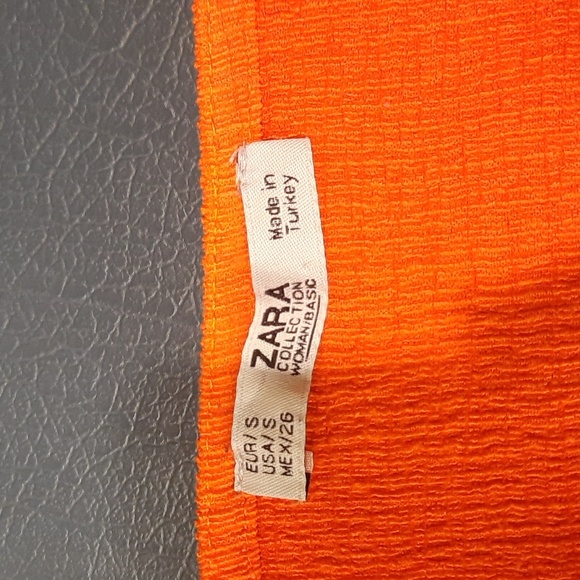 EUR/S
USA/S
MEX/26
ZARA
COLLECTION
WOMAN/BASIC
Made in
Turkey